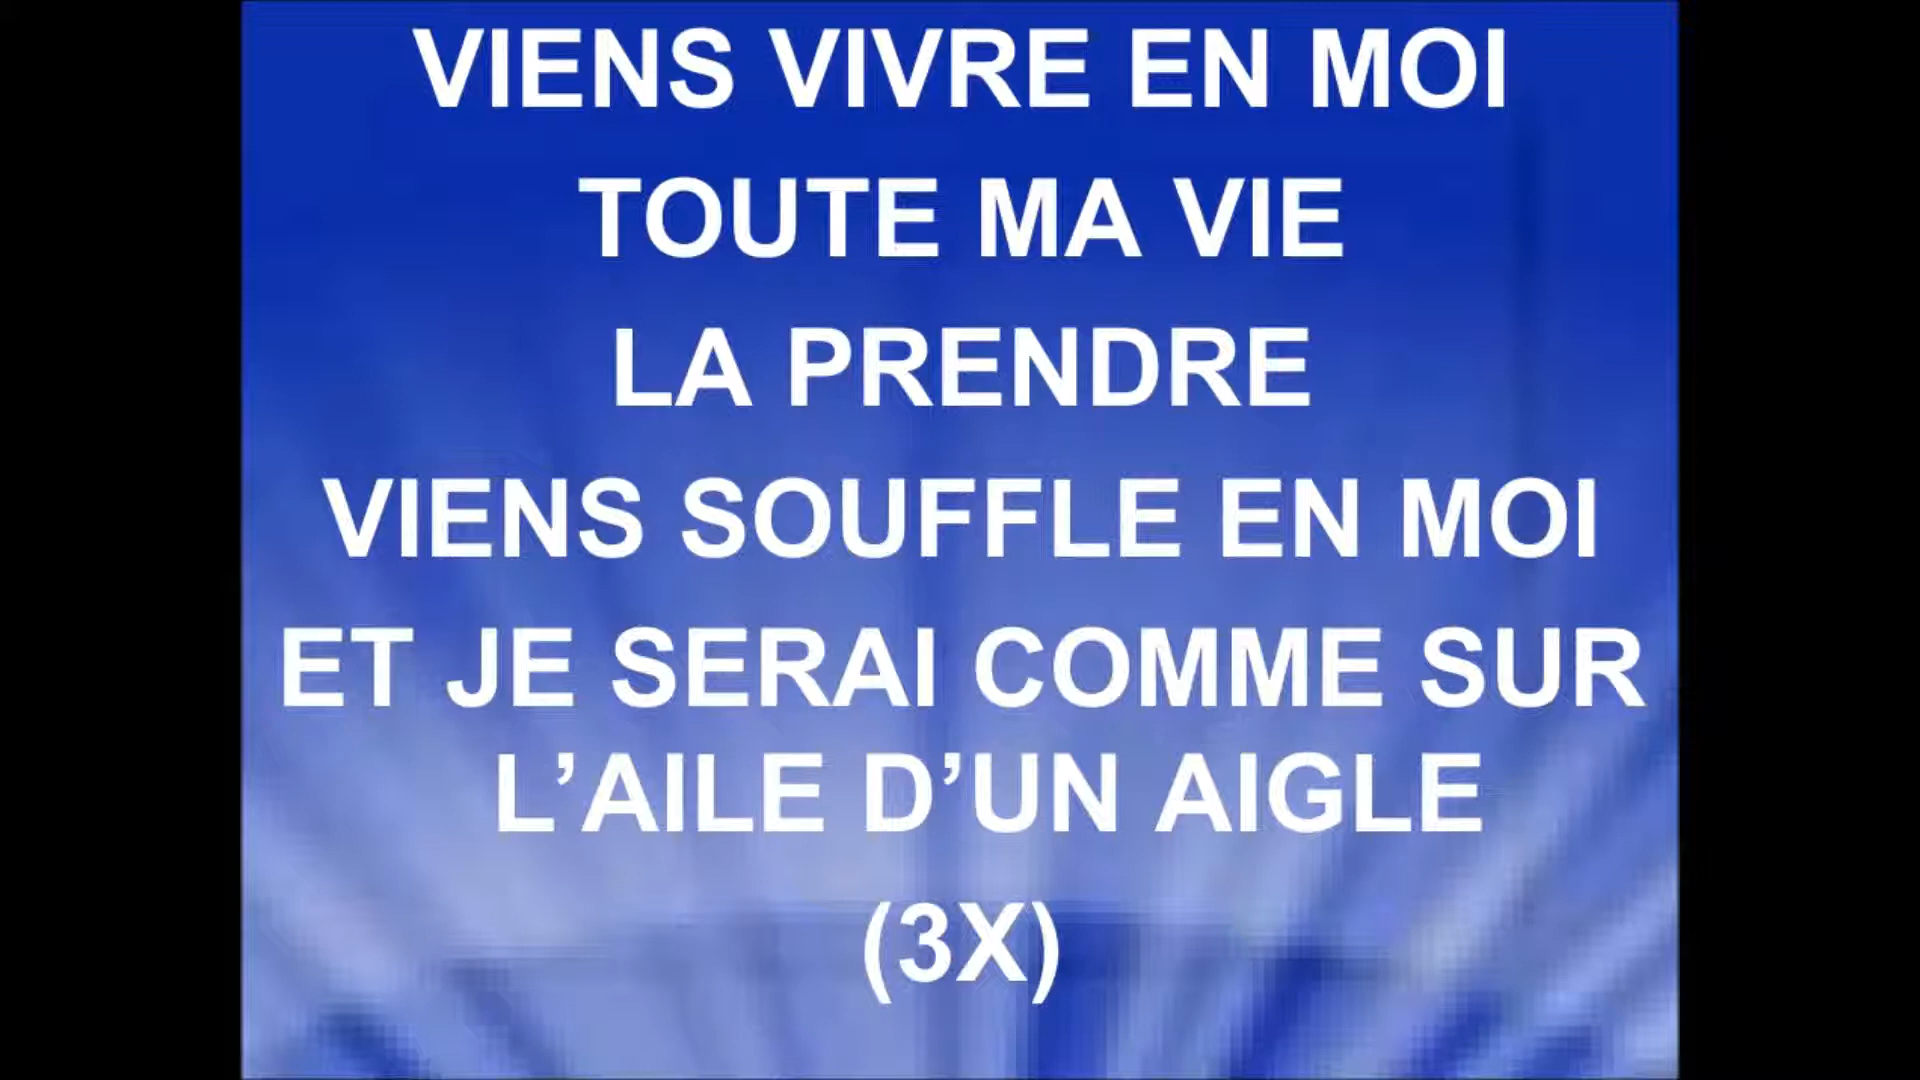 VIENS VIVRE EN MOI
TOUTE MA VIE
LA PRENDRE
VIENS SOUFFLE EN MOI
ET JE SERAI COMME SUR
L’AILE D’UN AIGLE
(3X)